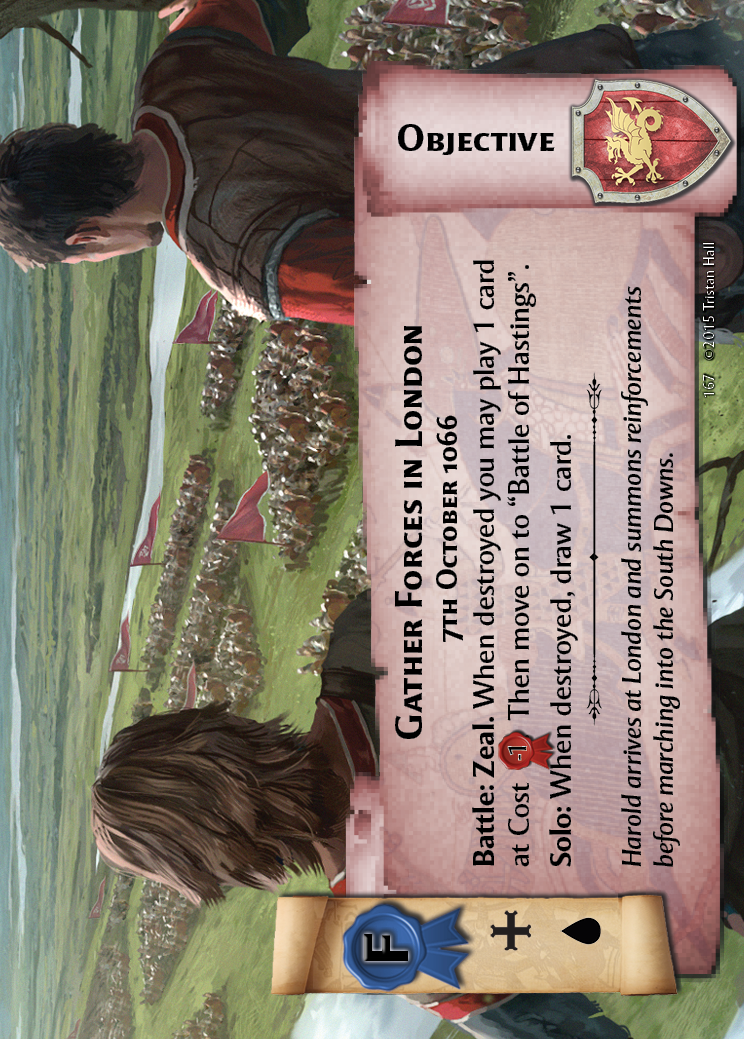 OBJECTIVE
GATHER FORCES IN LONDON
7TH OCTOBER 1066
Battle: Zeal. When destroyed you may play 1 card
at Cost -1 Then move on to “Battle of Hastings”.
Solo: When destroyed, draw 1 card.
Harold arrives at London and summons reinforcements
before marching into the South Downs.
F
167 ©2015 Tristan Hall